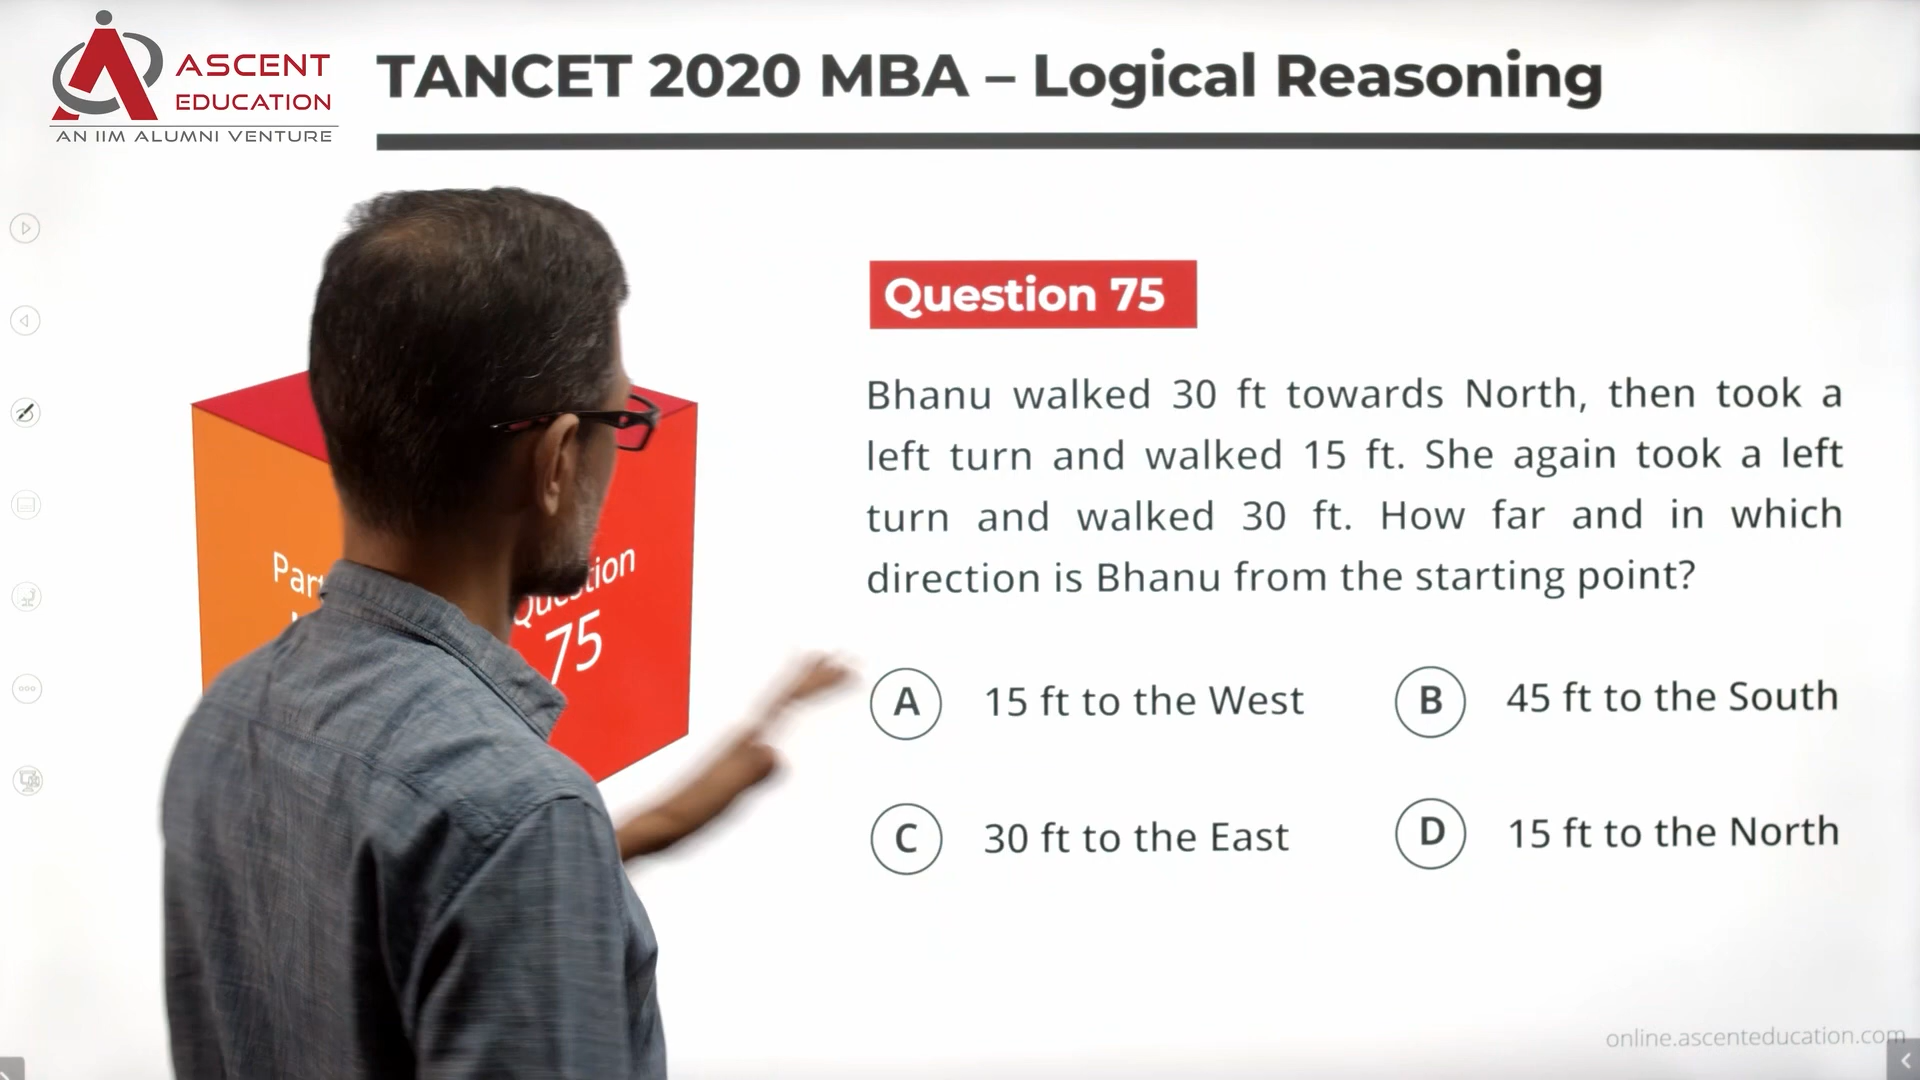 ASCENT
EDUCATION
AN IIM ALUMNI VENTURE
TANCET 2020 MBA – Logical Reasoning
Question 75
Bhanu walked 30 ft towards North, then took a
left turn and walked 15 ft. She again took a left
turn and walked 30 ft. How far and in which
direction is Bhanu from the starting point?
A 15 ft to the West
B 45 ft to the South
C 30 ft to the East
D 15 ft to the North
75
online.ascenteducation.com